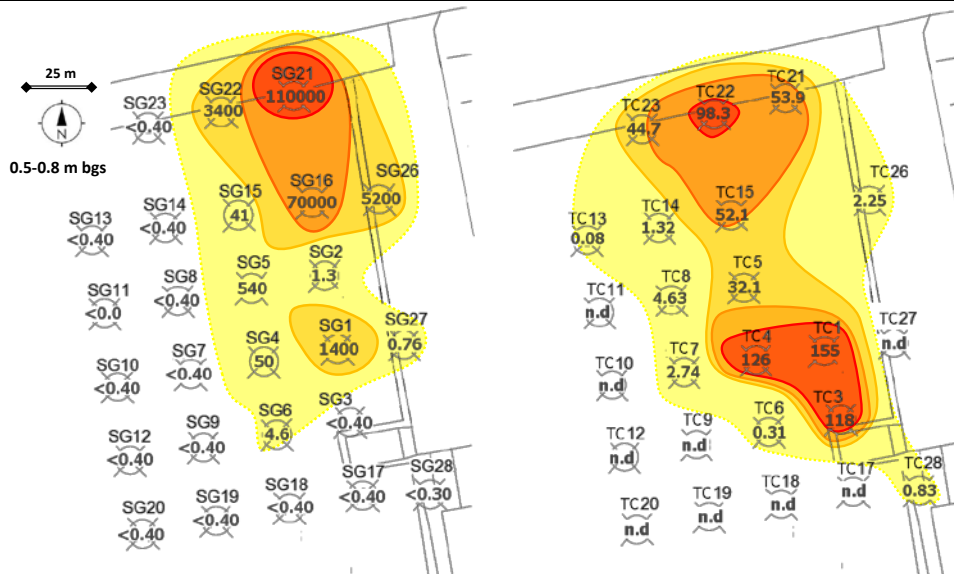 25 m
N
0.5-0.8 m bgs
SG21
110000
SG22
3400
SG23
<0.40
SG16
70000
SG26
5200
SG15
41
SG14
<0.40
SG13
<0.40
SG2
1.3
SG5
540
SG8
<0.40
SG11
<0.0
SG27
0.76
SG1
1400
SG4
50
SG7
<0.40
SG10
<0.40
SG3
<0.40
SG6
4.6
SG9
<0.40
SG12
<0.40
SG28
<0.30
SG17
<0.40
SG18
<0.40
SG19
<0.40
SG20
<0.40
TC21
53.9
TC22
98.3
TC23
44.7
TC26
2.25
TC15
52.1
TC14
1.32
TC13
0.08
TC5
32.1
TC8
4.63
TC11
n.d
TC27
n.d
TC1
155
TC4
126
TC7
2.74
TC10
n.d
TC3
118
TC6
0.31
TC9
n.d
TC12
n.d
TC28
0.83
TC17
n.d
TC18
n.d
TC19
n.d
TC20
n.d